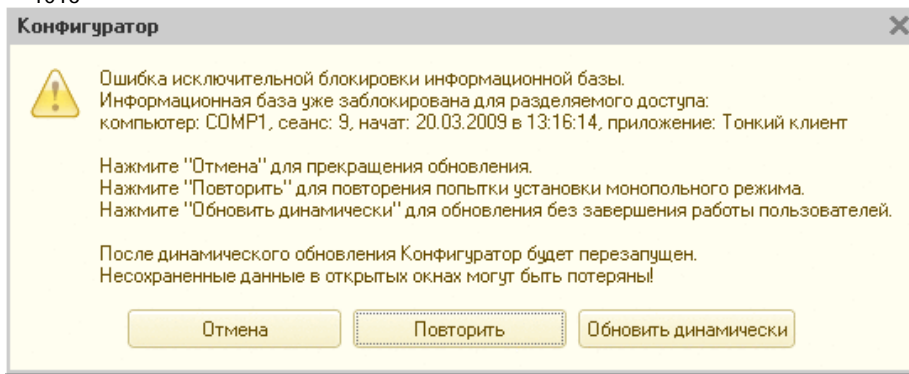 Конфигуратор
Ошибка исключительной блокировки информационной базы.
Информационная база уже заблокирована для разделяемого доступа:
компьютер: COMP1, сеанс: 9, начат: 20.03.2009 в 13:16:14, приложение: Тонкий клиент
Нажмите "Отмена" для прекращения обновления.
Нажмите "Повторить" для повторения попытки установки монопольного режима.
Нажмите "Обновить динамически" для обновления без завершения работы пользователей.
После динамического обновления Конфигуратор будет перезапущен.
Несохраненные данные в открытых окнах могут быть потеряны!
Отмена Повторить Обновить динамически